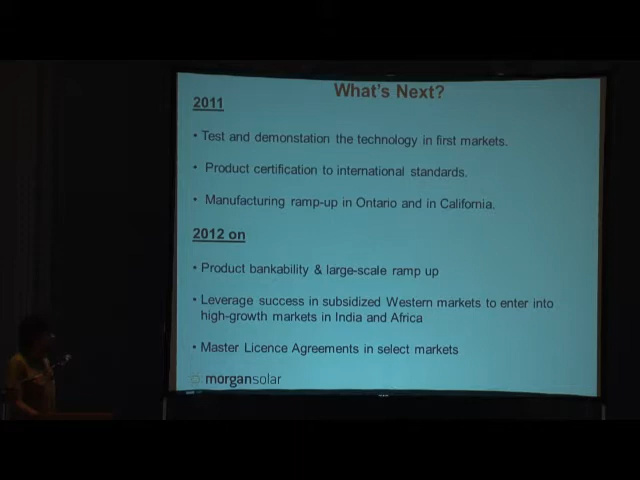 What's Next?
2011
• Test and demonstation the technology in first markets.
• Product certification to international standards.
• Manufacturing ramp-up in Ontario and in California.
2012 on
• Product bankability & large-scale ramp up
• Leverage success in subsidized Western markets to enter into
high-growth markets in India and Africa
• Master Licence Agreements in select markets
morgansolar